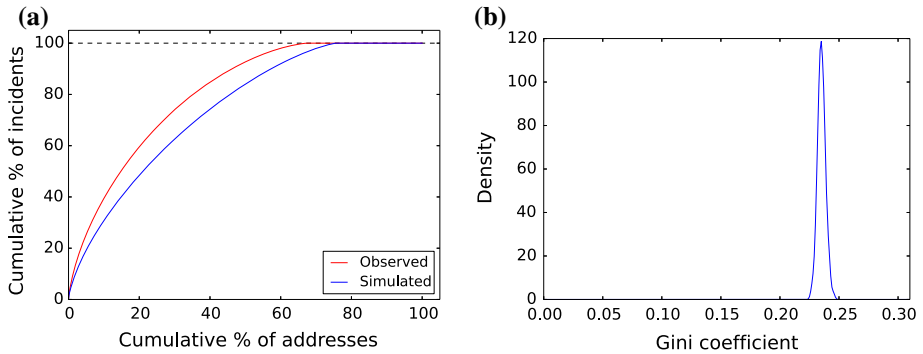 (a)
Cumulative % of incidents
100
80
60
40
20
0
0 20 40 60 80 100
Cumulative % of addresses
Observed
Simulated
(b)
Density
120
100
80
60
40
20
0
0.00 0.05 0.10 0.15 0.20 0.25 0.30
Gini coefficient